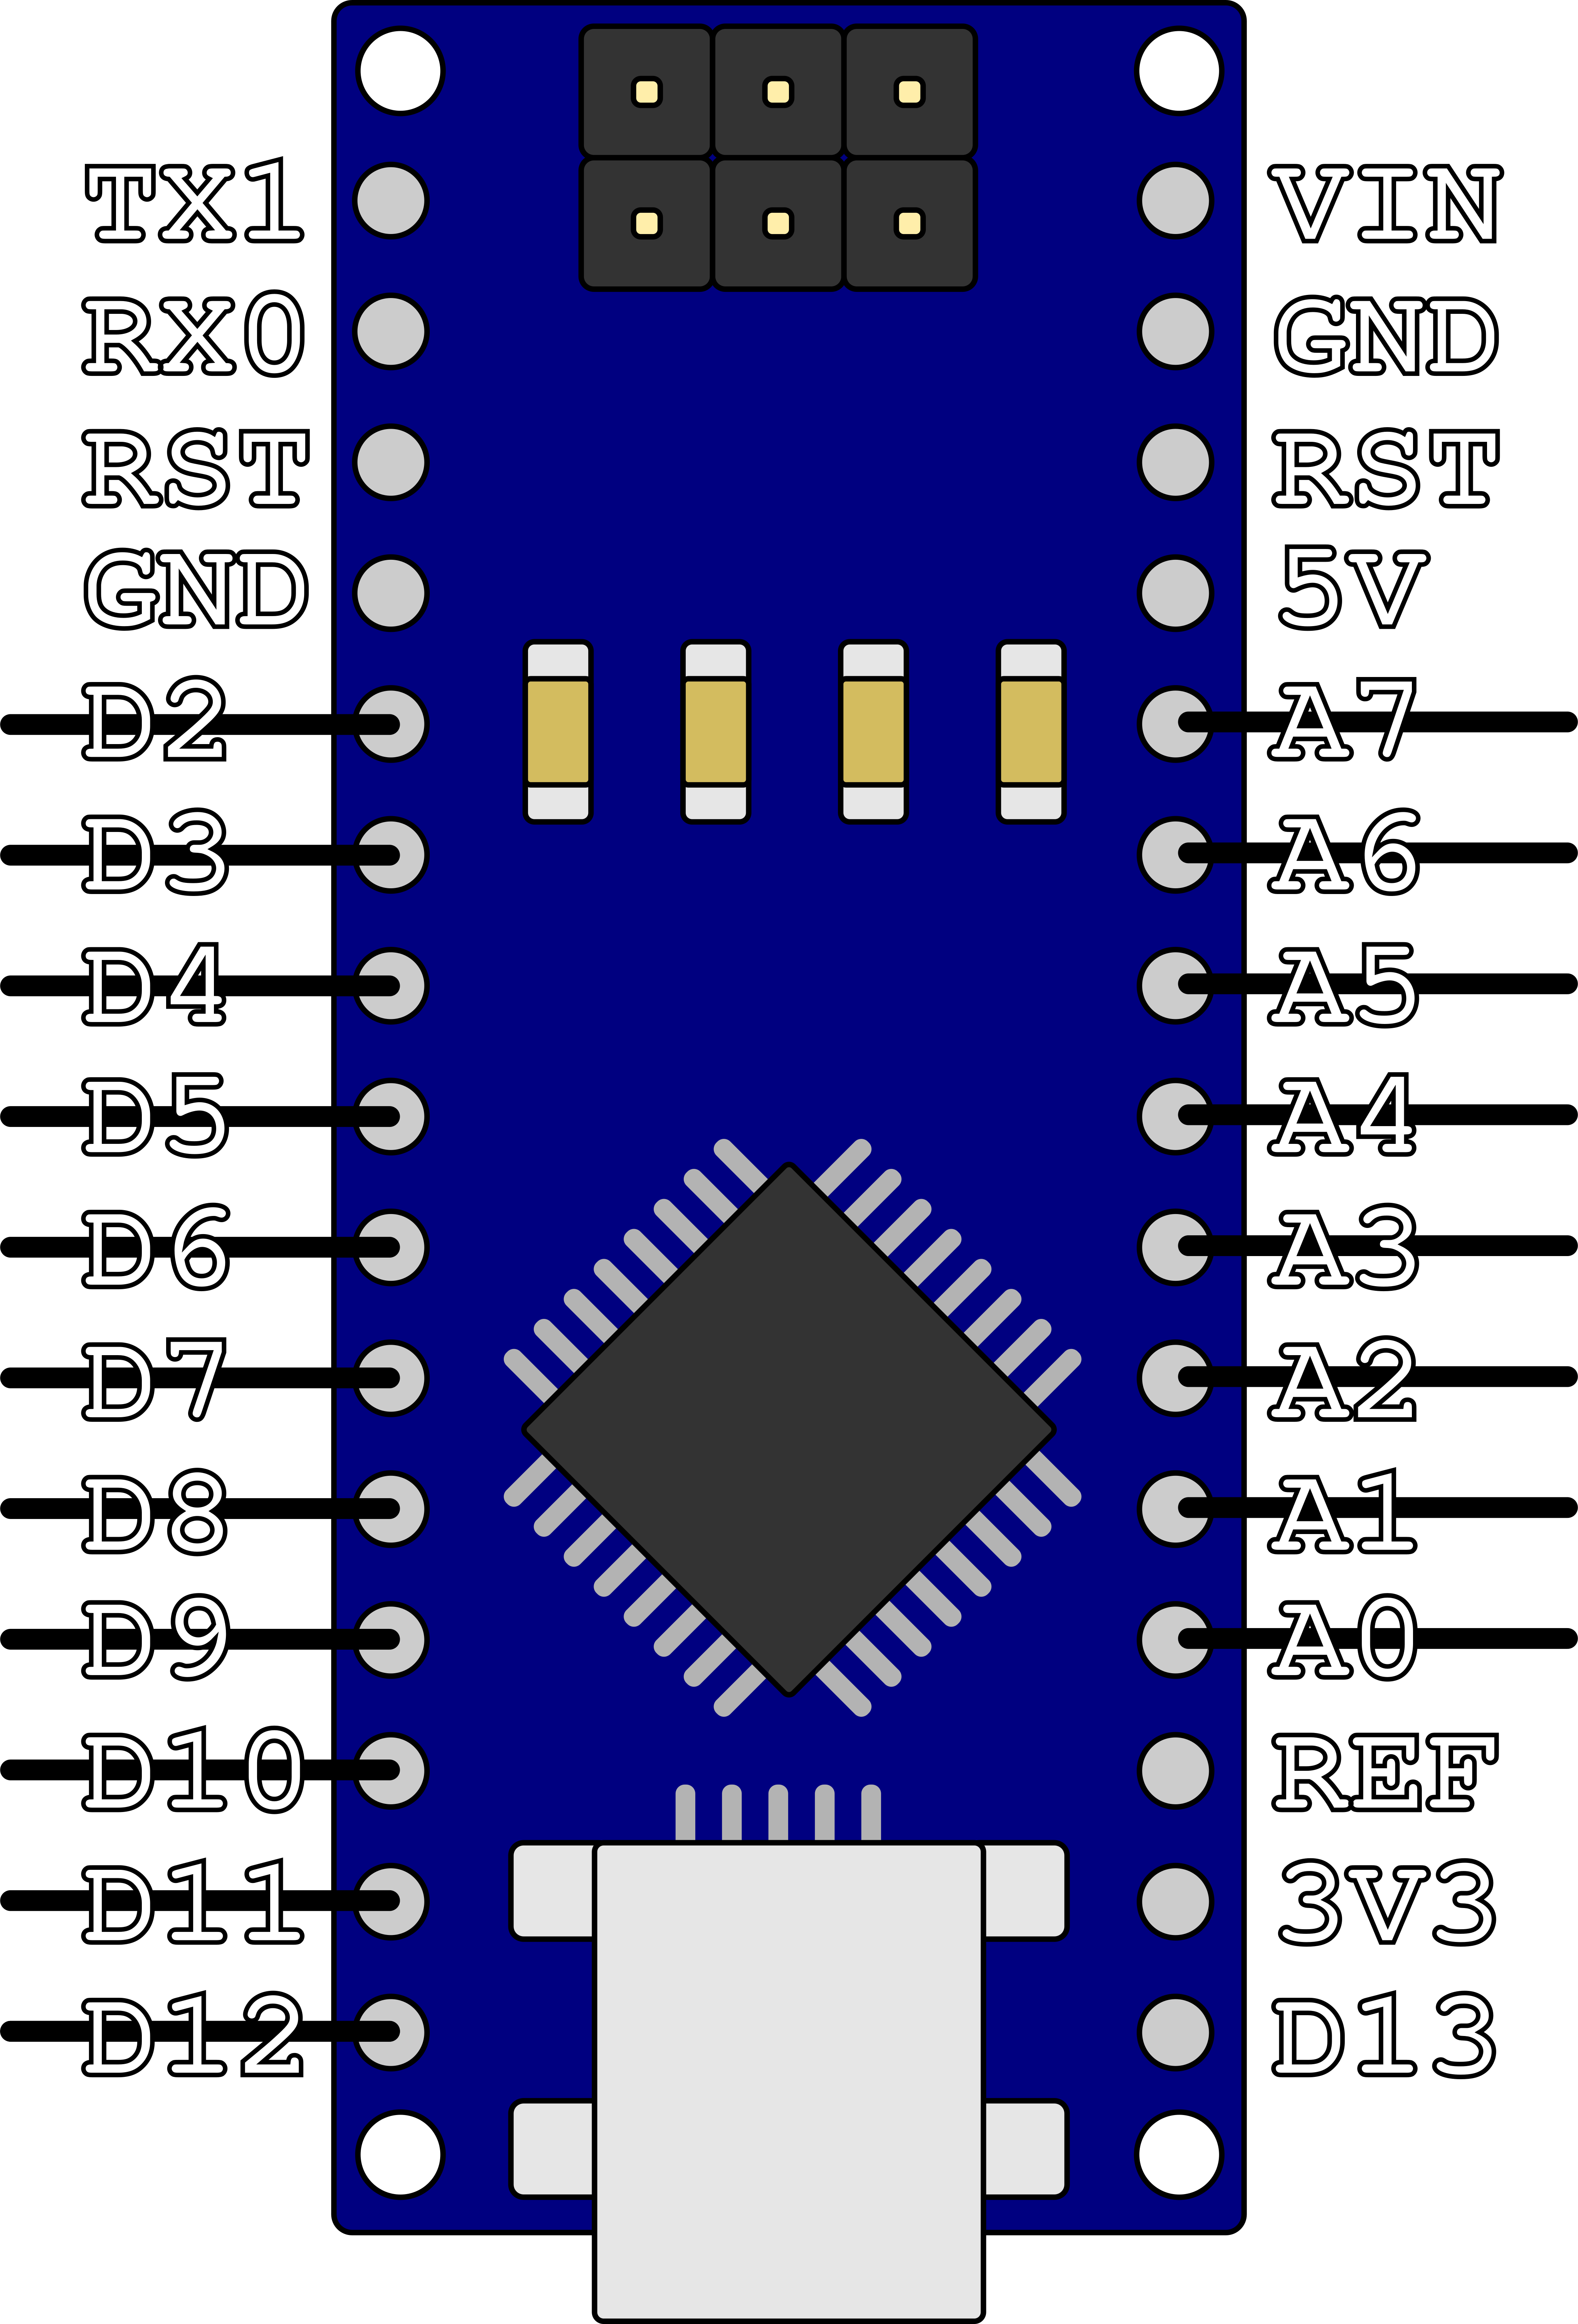 TX1
RX0
RST
GND
D2
D3
D4
D5
D6
D7
D8
D9
D10
D11
D12
VIN
GND
RST
5V
A7
A6
A5
A4
A3
A2
A1
A0
REF
3V3
D13